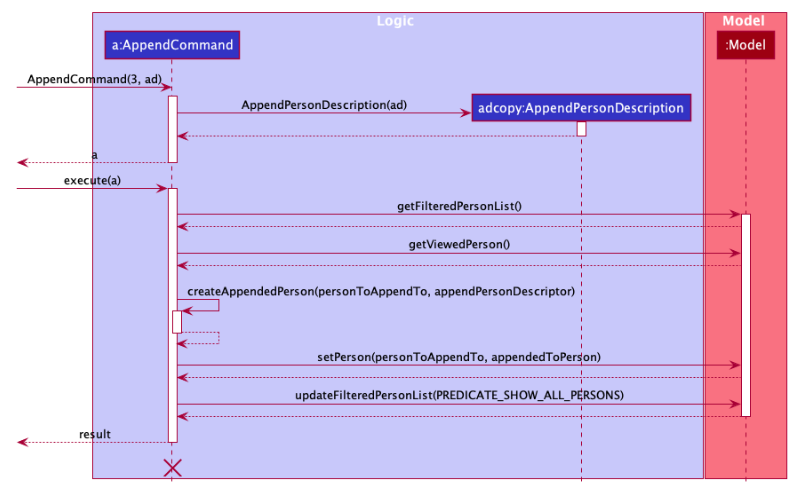 Logic
Model
a:AppendCommand
:Model
AppendCommand(3, ad)
AppendPersonDescription(ad)
adcopy:AppendPersonDescription
a
execute(a)
getFilteredPersonList()
getViewedPerson()
createAppendedPerson(personToAppendTo, appendPersonDescriptor)
setPerson(personToAppendTo, appendedToPerson)
updateFilteredPersonList(PREDICATE_SHOW_ALL_PERSONS)
result